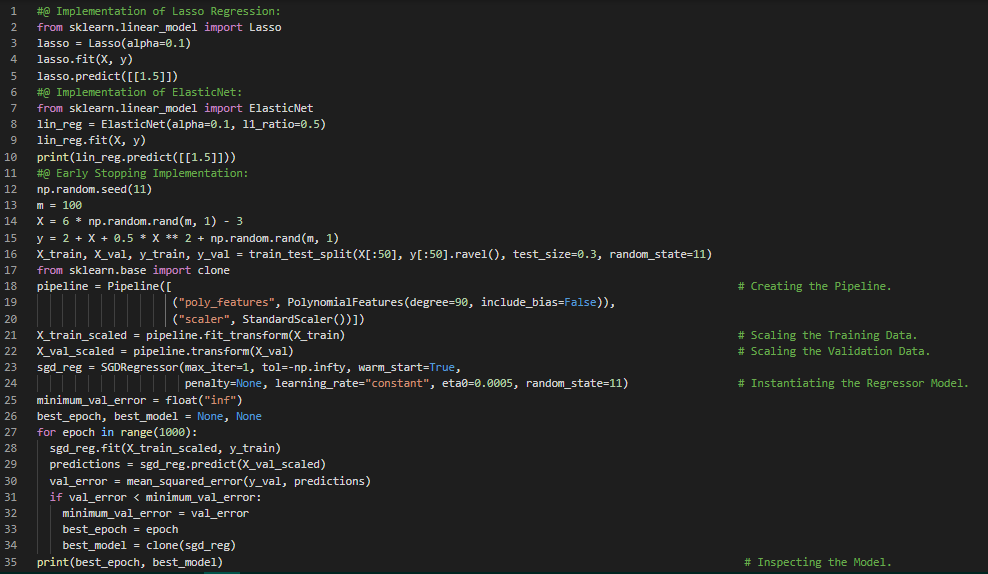 1 #@ Implementation of Lasso Regression:
2 from sklearn.linear_model import Lasso
3 lasso = Lasso(alpha=0.1)
4 lasso.fit(X, y)
5 lasso.predict([[1.5]])
6 #@ Implementation of ElasticNet:
7 from sklearn.linear_model import ElasticNet
8 lin_reg = ElasticNet(alpha=0.1, l1_ratio=0.5)
9 lin_reg.fit(X, y)
10 print(lin_reg.predict([[1.5]]))
11 #@ Early Stopping Implementation:
12 np.random.seed(11)
13 m = 100
14 X = 6 * np.random.rand(m, 1) - 3
15 y = 2 + X + 0.5 * X ** 2 + np.random.rand(m, 1)
16 X_train, X_val, y_train, y_val = train_test_split(X[:50], y[:50].ravel(), test_size=0.3, random_state=11)
17 from sklearn.base import clone
18 pipeline = Pipeline([ # Creating the Pipeline.
19 ("poly_features", PolynomialFeatures(degree=90, include_bias=False)),
20 ("scaler", StandardScaler())])
21 X_train_scaled = pipeline.fit_transform(X_train) # Scaling the Training Data.
22 X_val_scaled = pipeline.transform(X_val) # Scaling the Validation Data.
23 sgd_reg = SGDRegressor(max_iter=1, tol=-np.infty, warm_start=True,
24 penalty=None, learning_rate="constant", eta0=0.0005, random_state=11) # Instantiating the Regressor Model.
25 minimum_val_error = float("inf")
26 best_epoch, best_model = None, None
27 for epoch in range(1000):
28 sgd_reg.fit(X_train_scaled, y_train)
29 predictions = sgd_reg.predict(X_val_scaled)
30 val_error = mean_squared_error(y_val, predictions)
31 if val_error < minimum_val_error:
32 minimum_val_error = val_error
33 best_epoch = epoch
34 best_model = clone(sgd_reg)
35 print(best_epoch, best_model) # Inspecting the Model.